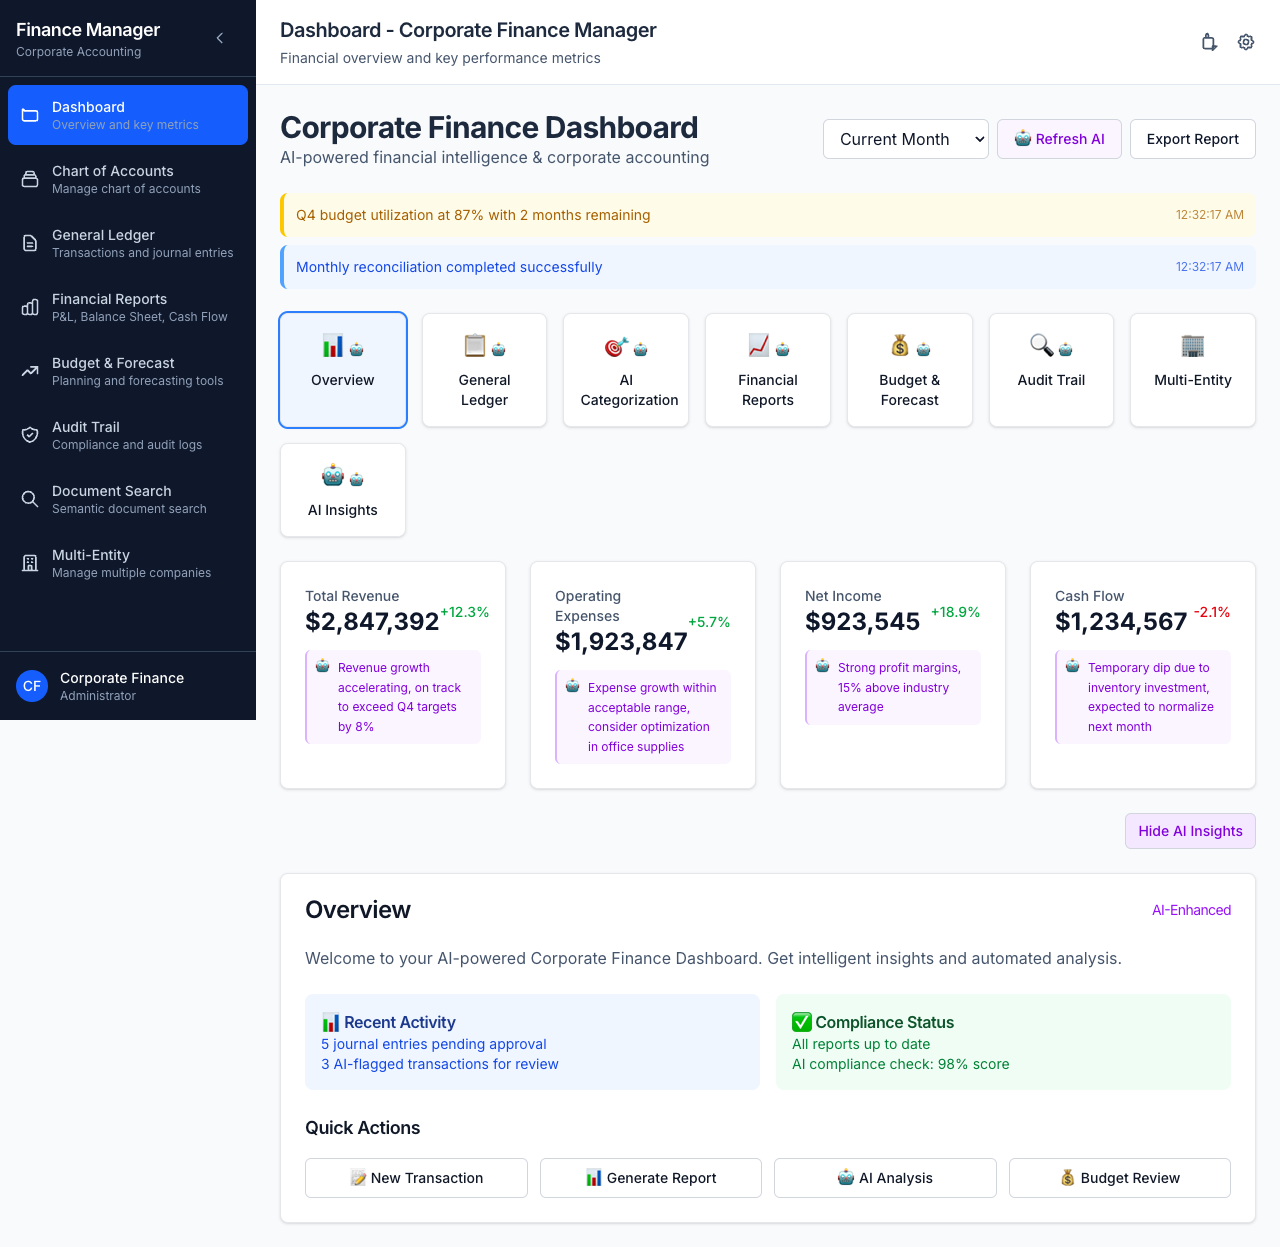 Finance Manager
Corporate Accounting
Dashboard
Overview and key metrics
Chart of Accounts
Manage chart of accounts
General Ledger
Transactions and journal entries
Financial Reports
P&L, Balance Sheet, Cash Flow
Budget & Forecast
Planning and forecasting tools
Audit Trail
Compliance and audit logs
Document Search
Semantic document search
Multi-Entity
Manage multiple companies
CF
Corporate Finance
Administrator
Dashboard - Corporate Finance Manager
Financial overview and key performance metrics
Corporate Finance Dashboard
AI-powered financial intelligence & corporate accounting
Current Month
Refresh AI
Export Report
Q4 budget utilization at 87% with 2 months remaining
12:32:17 AM
Monthly reconciliation completed successfully
12:32:17 AM
Overview
General
Ledger
AI
Categorization
Financial
Reports
Budget &
Forecast
Audit Trail
Multi-Entity
AI Insights
Total Revenue
$2,847,392
+12.3%
Revenue growth
accelerating, on track
to exceed Q4 targets
by 8%
Operating
Expenses
$1,923,847
+5.7%
Expense growth within
acceptable range,
consider optimization
in office supplies
Net Income
$923,545
+18.9%
Strong profit margins,
15% above industry
average
Cash Flow
$1,234,567
-2.1%
Temporary dip due to
inventory investment,
expected to normalize
next month
Hide AI Insights
Overview
AI-Enhanced
Welcome to your AI-powered Corporate Finance Dashboard. Get intelligent insights and automated analysis.
Recent Activity
5 journal entries pending approval
3 AI-flagged transactions for review
Compliance Status
All reports up to date
AI compliance check: 98% score
Quick Actions
New Transaction
Generate Report
AI Analysis
Budget Review